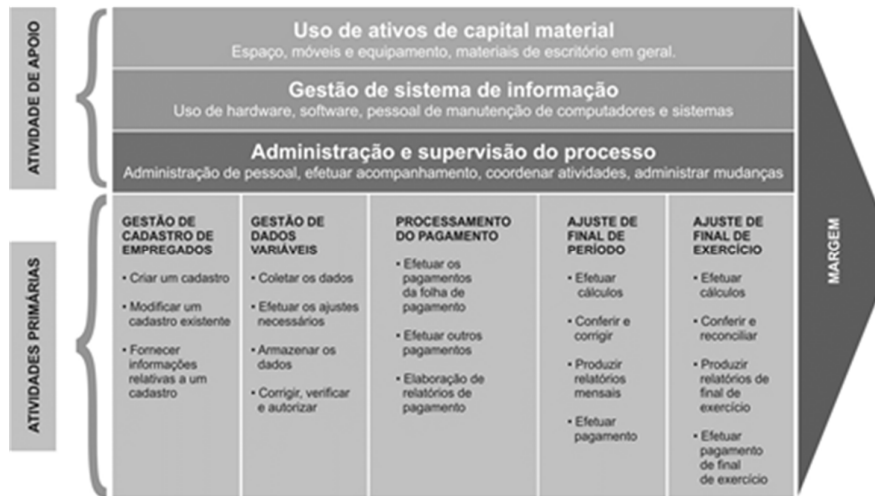 ATIVIDADE DE APOIO
Uso de ativos de capital material
Espaço, móveis e equipamento, materiais de escritório em geral.
Gestão de sistema de informação
Uso de hardware, software, pessoal de manutenção de computadores e sistemas
Administração e supervisão do processo
Administração de pessoal, efetuar acompanhamento, coordenar atividades, administrar mudanças
ATIVIDADES PRIMÁRIAS
GESTÃO DE
CADASTRO DE
EMPREGADOS
• Criar um cadastro
• Modificar um
cadastro existente
• Fornecer
informações
relativas a um
cadastro
GESTÃO DE
DADOS
VARIÁVEIS
• Coletar os dados
• Efetuar os ajustes
necessários
• Armazenar os
dados
• Corrigir, verificar
e autorizar
PROCESSAMENTO
DO PAGAMENTO
• Efetuar os
pagamentos
da folha de
pagamento
• Efetuar outros
pagamentos
• Elaboração de
relatórios de
pagamento
AJUSTE DE
FINAL DE
PERÍODO
• Efetuar
cálculos
• Conferir e
corrigir
• Produzir
relatórios
mensais
• Efetuar
pagamento
AJUSTE DE
FINAL DE
EXERCÍCIO
• Efetuar
cálculos
• Conferir e
reconciliar
• Produzir
relatórios de
final de
exercício
• Efetuar
pagamento
de final
de exercício
MARGEM